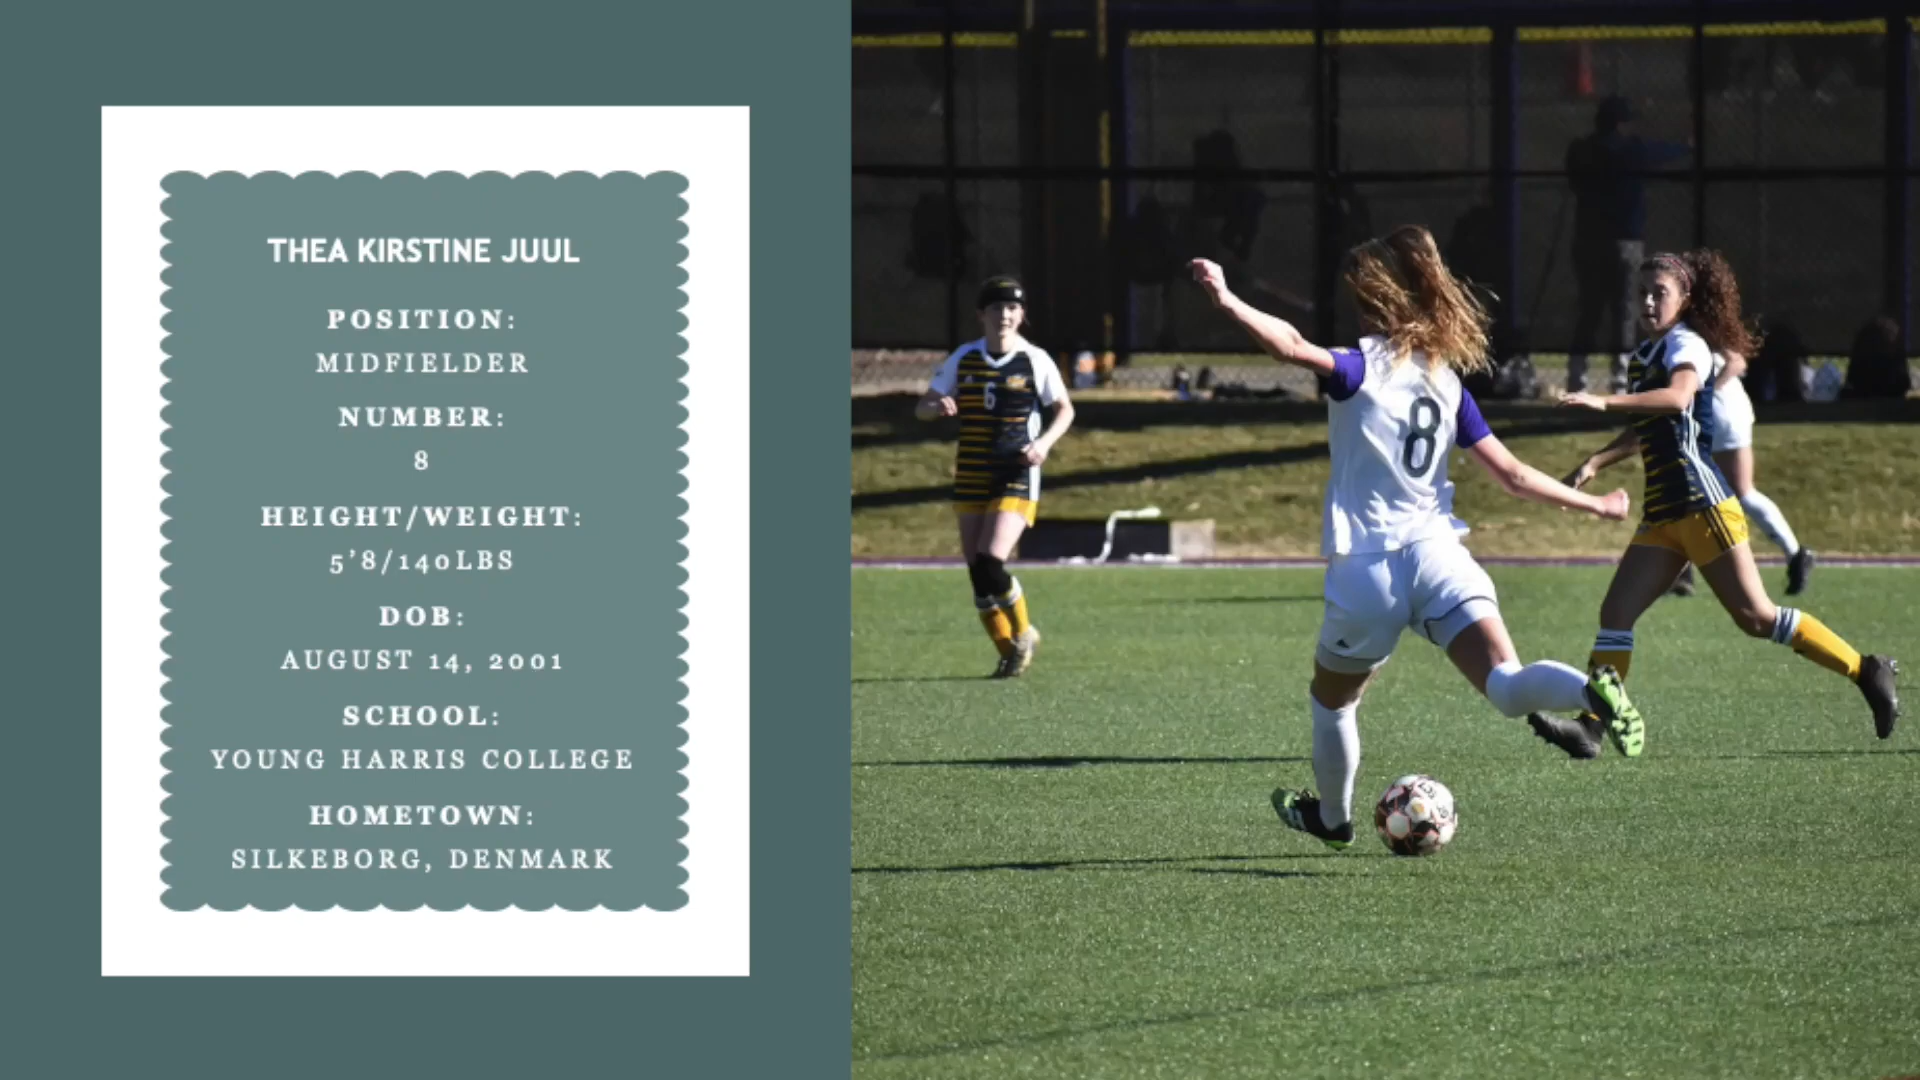 THEA KIRSTINE JUUL
POSITION:
MIDFIELDER
NUMBER:
8
HEIGHT/WEIGHT:
5’8/140LBS
DOB:
AUGUST 14, 2001
SCHOOL:
YOUNG HARRIS COLLEGE
HOMETOWN:
SILKEBORG, DENMARK
6
8